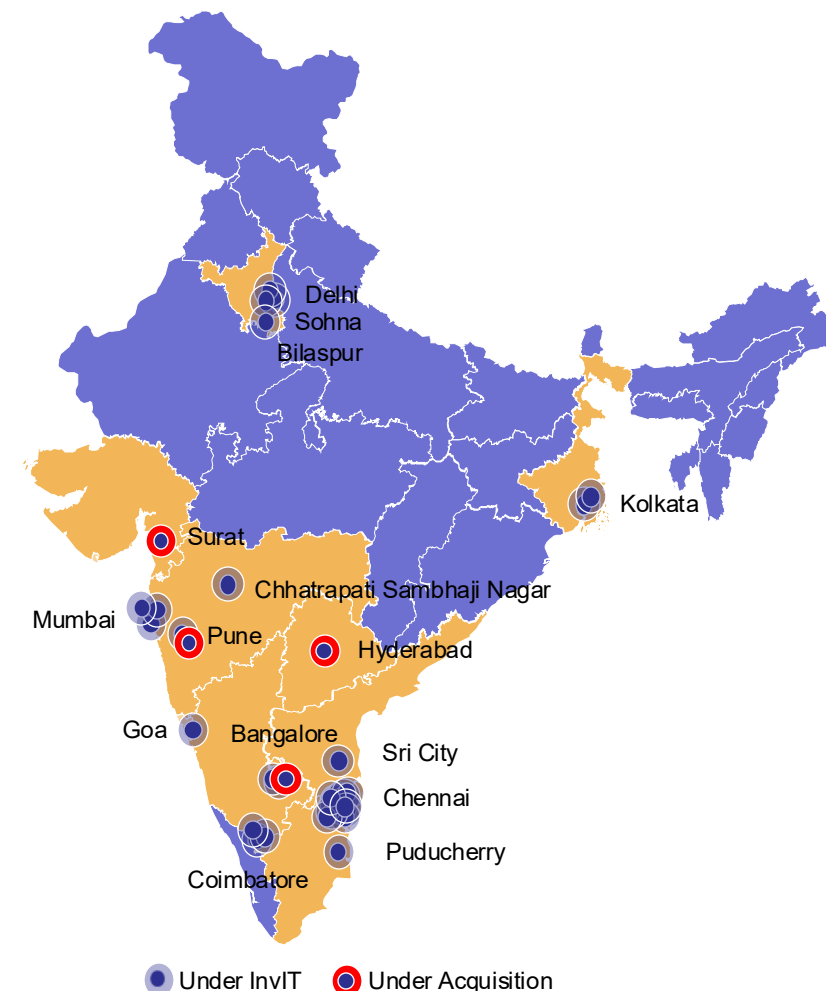 Delhi
Sohna
Bilaspur
Kolkata
Surat
Chhatrapati Sambhaji Nagar
Mumbai
Pune
Hyderabad
Goa
Bangalore
Sri City
Chennai
Puducherry
Coimbatore
Under InvIT
Under Acquisition